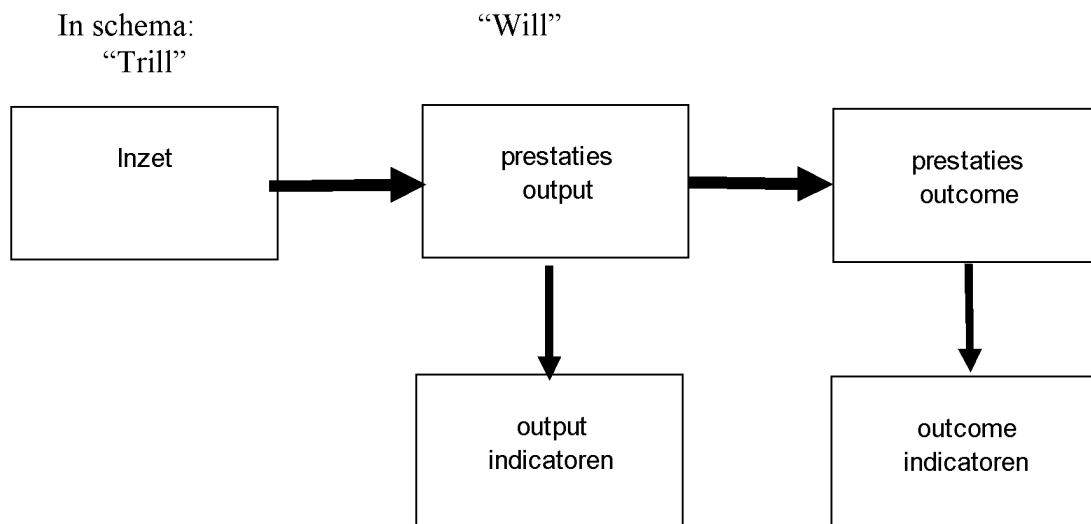 In schema:
“Will”
“Trill”
Inzet
prestaties
output
prestaties
outcome
output
indicatoren
outcome
indicatoren